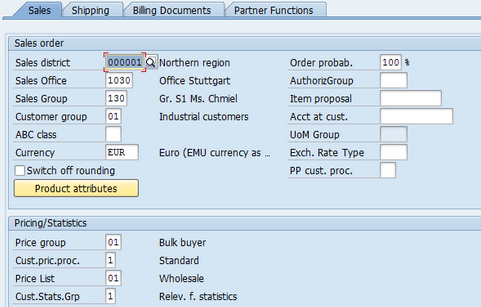 Sales Shipping Billing Documents Partner Functions
Sales order
Sales district 000001 Northern region Order probab. 100 %
Sales Office 1030 Office Stuttgart AuthorizGroup
Sales Group 130 Gr. S1 Ms. Chmiel Item proposal
Customer group 01 Industrial customers Acct at cust.
ABC class UoM Group
Currency EUR Euro (EMU currency as ... Exch. Rate Type
Switch off rounding PP cust. proc.
Product attributes
Pricing/Statistics
Price group 01 Bulk buyer
Cust.pric.proc. 1 Standard
Price List 01 Wholesale
Cust.Stats.Grp 1 Relev. f. statistics